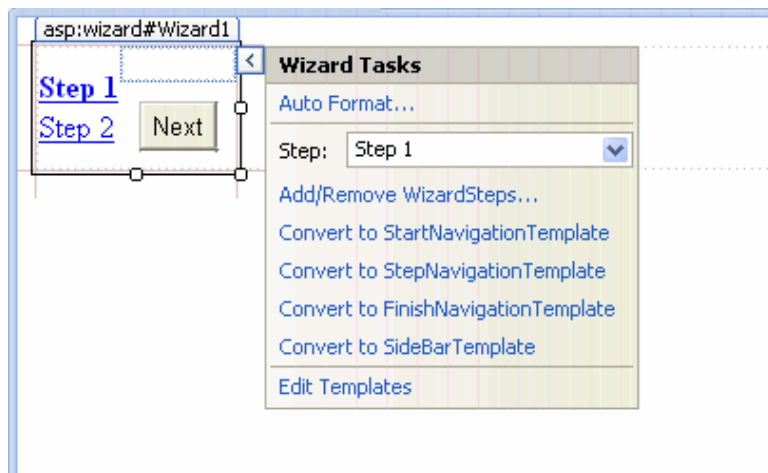 asp:wizard#Wizard1
Step 1
Step 2
Next
<
Wizard Tasks
Auto Format...
Step: Step 1
Add/Remove WizardSteps...
Convert to StartNavigationTemplate
Convert to StepNavigationTemplate
Convert to FinishNavigationTemplate
Convert to SideBarTemplate
Edit Templates